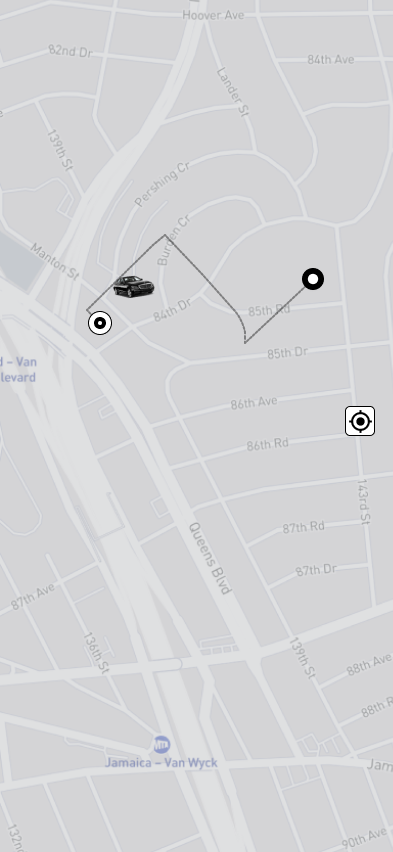 Hoover Ave
82nd Dr
84th Ave
Lander St
139th St
Pershing Cr
Burden Cr
Manton St
84th Dr
85th Rd
85th Dr
d – Van
levard
86th Ave
86th Rd
143rd St
87th Rd
Queens Blvd
87th Dr
87th Ave
136th St
139th St
88th Ave
88th R
MTA
Jamaica – Van Wyck
Jam
132nd
90th Ave